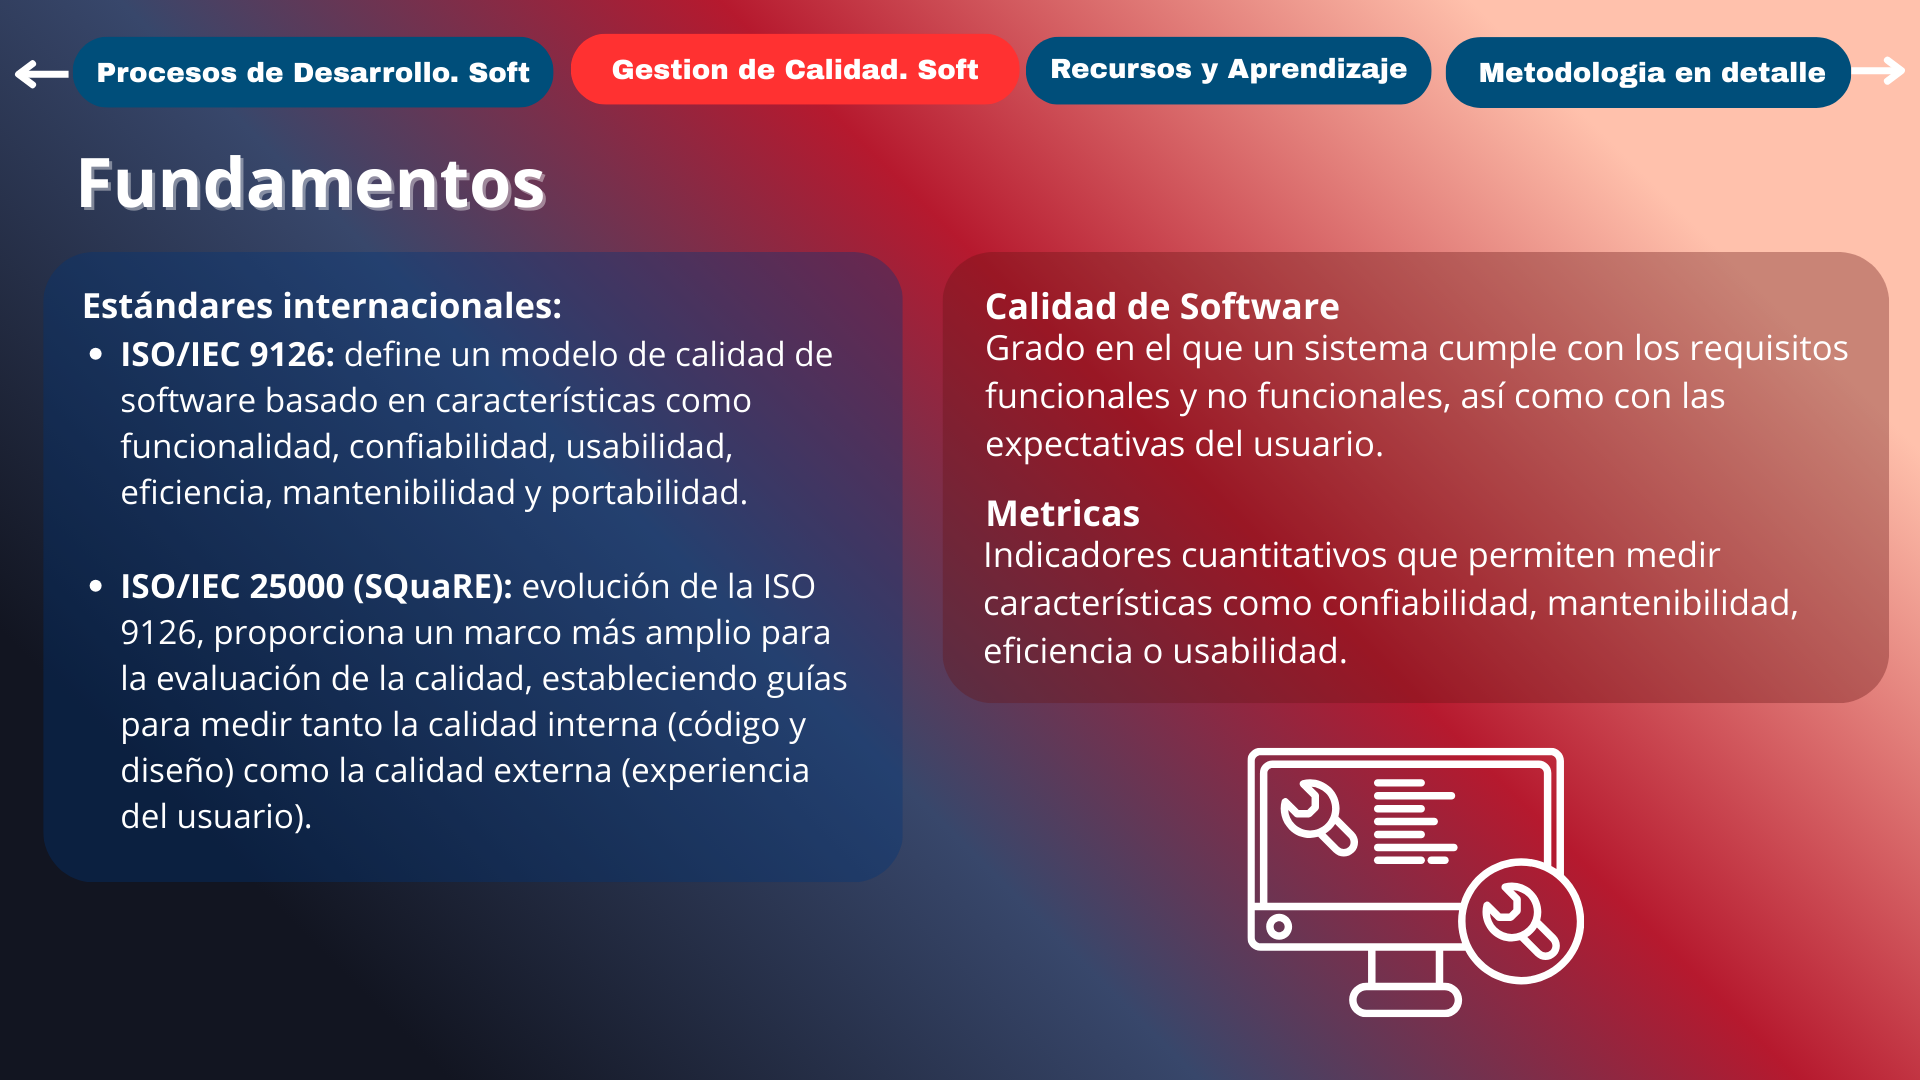 Procesos de Desarrollo. Soft
Gestion de Calidad. Soft
Recursos y Aprendizaje
Metodologia en detalle
Fundamentos
Estándares internacionales:
• ISO/IEC 9126: define un modelo de calidad de
software basado en características como
funcionalidad, confiabilidad, usabilidad,
eficiencia, mantenibilidad y portabilidad.
• ISO/IEC 25000 (SQuaRE): evolución de la ISO
9126, proporciona un marco más amplio para
la evaluación de la calidad, estableciendo guías
para medir tanto la calidad interna (código y
diseño) como la calidad externa (experiencia
del usuario).
Calidad de Software
Grado en el que un sistema cumple con los requisitos
funcionales y no funcionales, así como con las
expectativas del usuario.
Metricas
Indicadores cuantitativos que permiten medir
características como confiabilidad, mantenibilidad,
eficiencia o usabilidad.